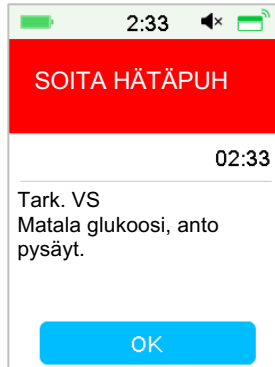 2:33
SOITA HÄTÄPUH
02:33
Tark. VS
Matala glukoosi, anto
pysäyt.
OK